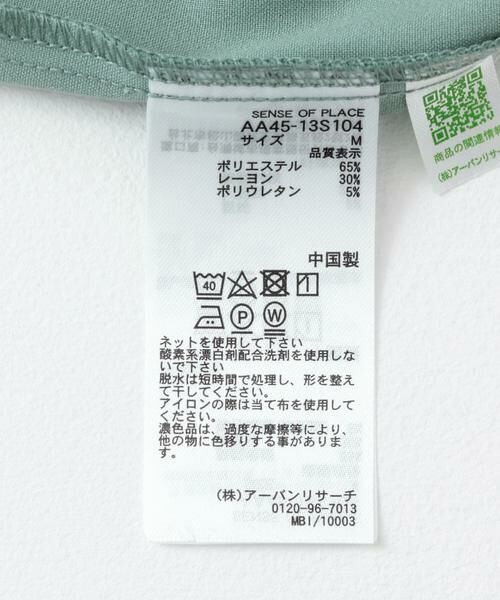 SENSE OF PLACE
AA45-13S104
サイズ M
品質表示
ポリエステル 65%
レーヨン 30%
ポリウレタン 5%
中国製
40
P W
ネットを使用して下さい
酸素系漂白剤配合洗剤を使用しな
いで下さい
脱水は短時間で処理し、形を整え
て干してください。
アイロンの際は当て布を使用して
ください。
濃色品は、過度な摩擦等により、
他の物に色移りする事がありま
す。
(株)アーバンリサーチ
0120-96-7013
MBI/10003
商品の関連情
(株)アーバンリサ